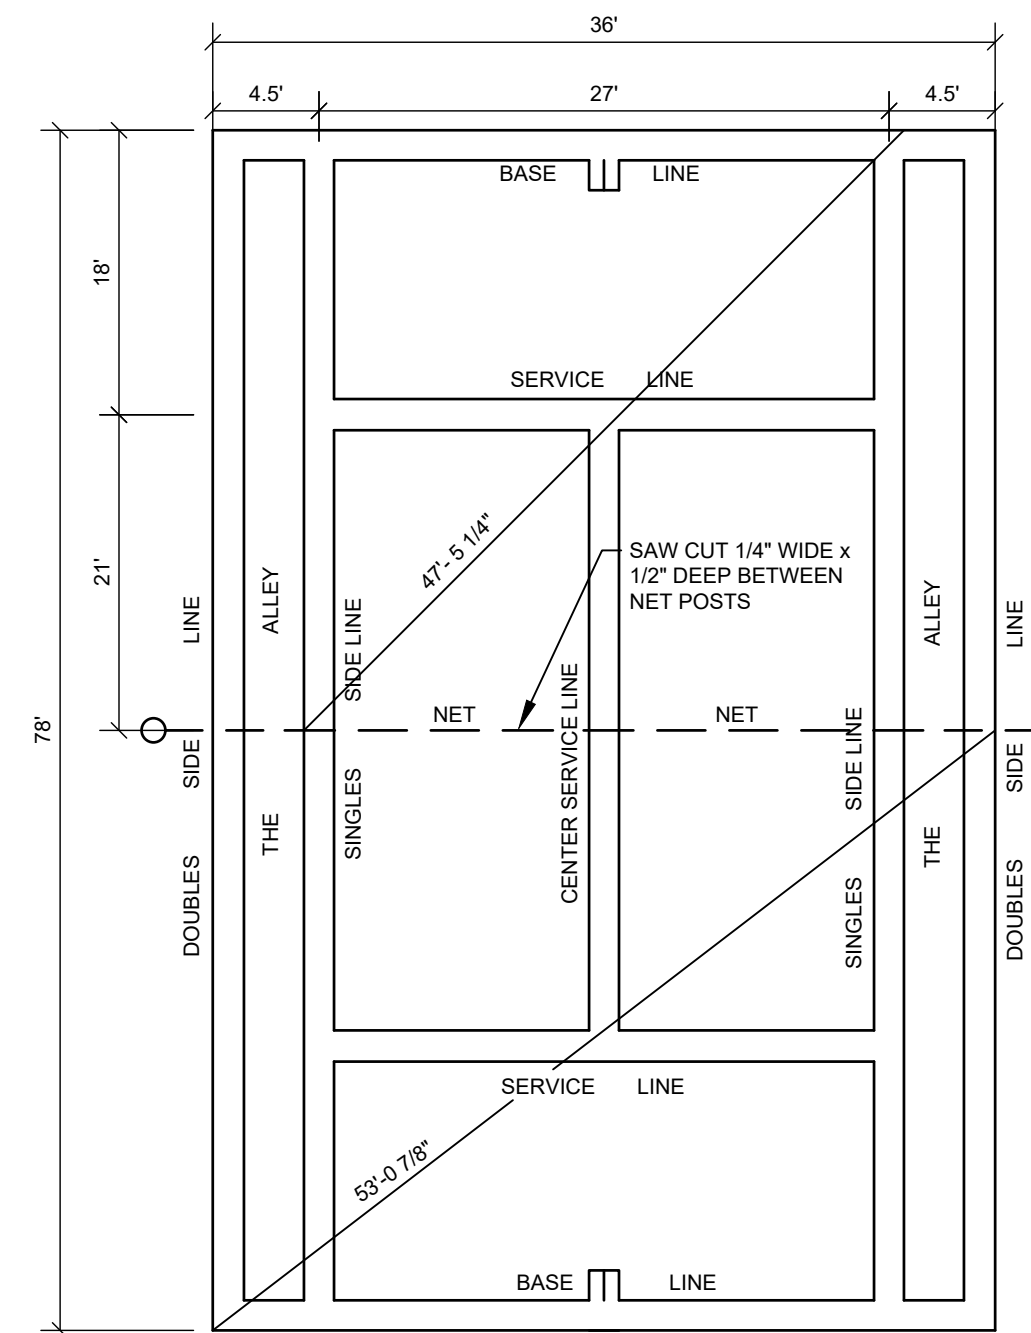 36'
4.5'
27'
4.5'
BASE LINE
18'
SERVICE LINE
47'- 5 1/4"
SAW CUT 1/4" WIDE x
1/2" DEEP BETWEEN
NET POSTS
21'
78'
DOUBLES SIDE LINE
THE ALLEY
SINGLES SIDE LINE
NET
CENTER SERVICE LINE
NET
SINGLES SIDE LINE
THE ALLEY
DOUBLES SIDE LINE
SERVICE LINE
53'-0 7/8"
BASE LINE